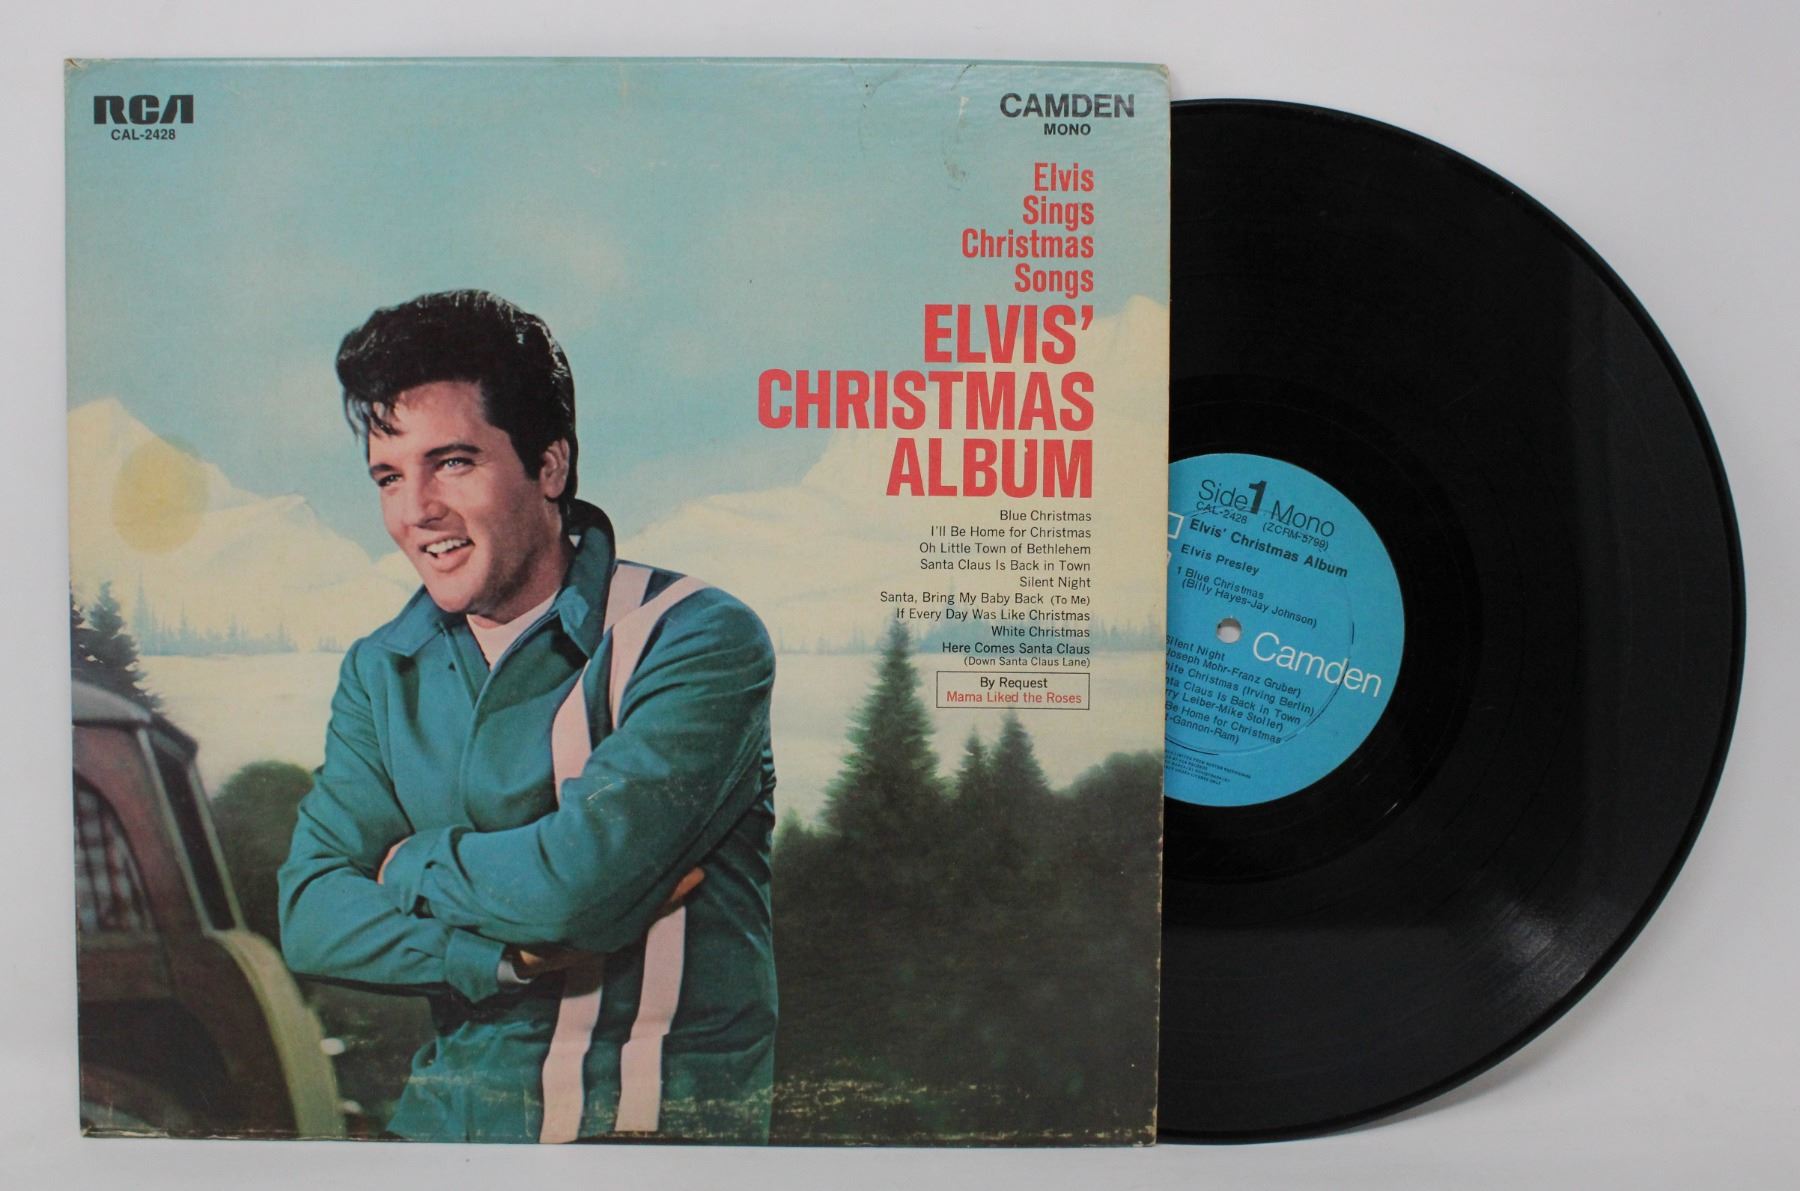 RCA
CAL-2428
CAMDEN
MONO
Elvis
Sings
Christmas
Songs
ELVIS'
CHRISTMAS
ALBUM
Blue Christmas
I'll Be Home for Christmas
Oh Little Town of Bethlehem
Santa Claus Is Back in Town
Silent Night
Santa, Bring My Baby Back (To Me)
If Every Day Was Like Christmas
White Christmas
Here Comes Santa Claus
(Down Santa Claus Lane)
By Request
Mama Liked the Roses
Side 1 Mono
CAL-2428 (ZCRM-5799)
Elvis' Christmas Album
Elvis Presley
1 Blue Christmas
(Billy Hayes-Jay Johnson)
Camden
Silent Night
Joseph Mohr-Franz Gruber)
Christmas (Irving Berlin)
Claus Is Back in Town
Leiber-Mike Stoller)
Be Home for Christmas
-Gannon-Ram)